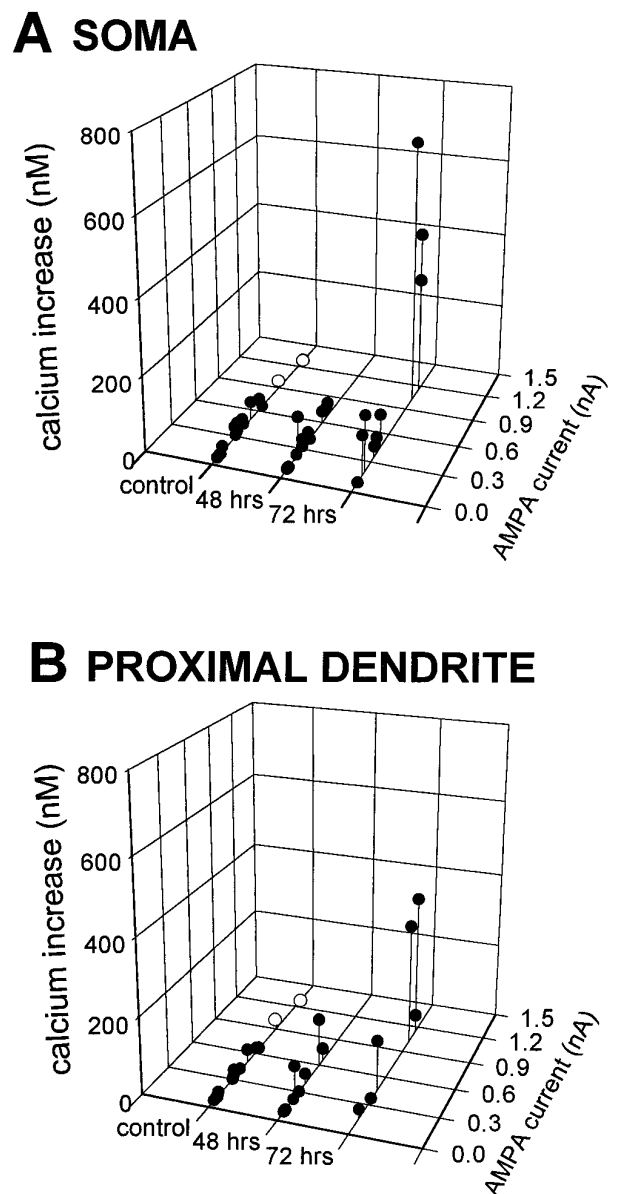 A SOMA
calcium increase (nM)
800
600
400
200
0
control
48 hrs
72 hrs
1.5
1.2
0.9
0.6
0.3
0.0
AMPA current (nA)
B PROXIMAL DENDRITE
calcium increase (nM)
800
600
400
200
0
control
48 hrs
72 hrs
1.5
1.2
0.9
0.6
0.3
0.0
AMPA current (nA)